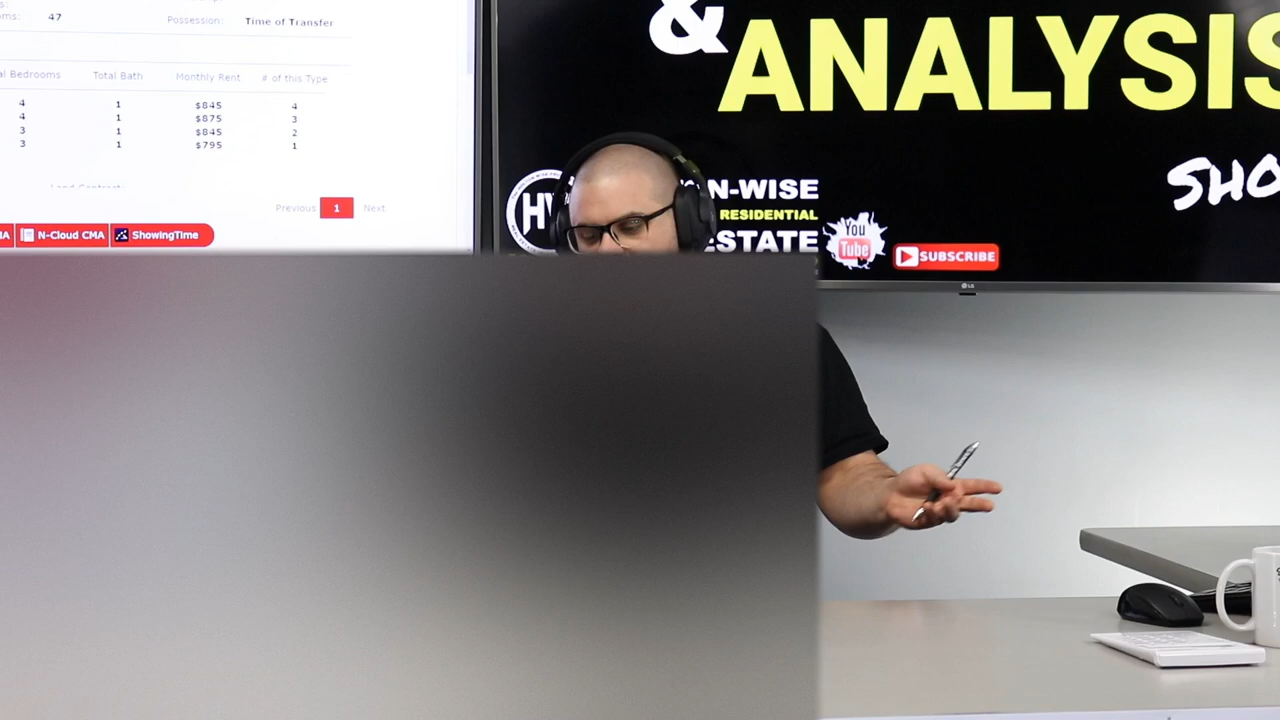 47
Possession: Time of Transfer
Bedrooms Total Bath Monthly Rent # of this Type
4 1 $845 4
4 1 $875 3
3 1 $845 2
3 1 $795 1
Previous 1 Next
N-Cloud CMA ShowingTime
& ANALYSIS
N-WISE
RESIDENTIAL
ESTATE
You
Tube
SUBSCRIBE
LG